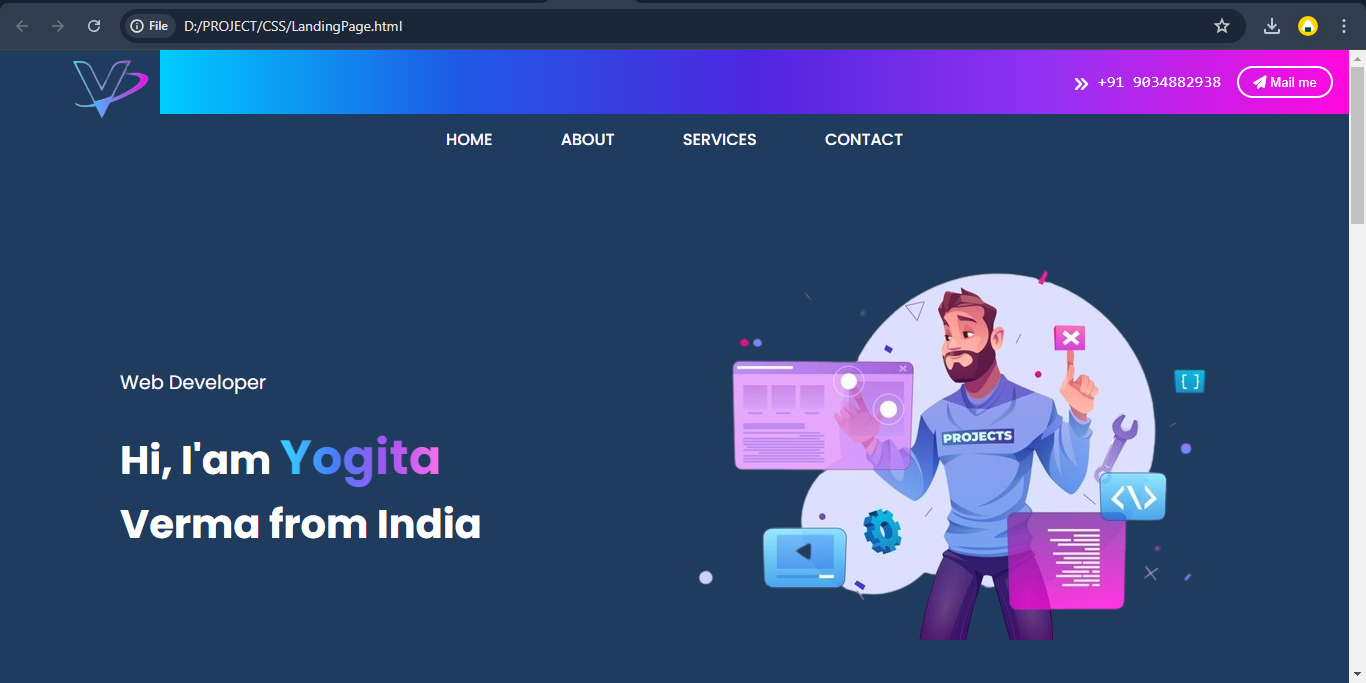 File D:/PROJECT/CSS/LandingPage.html
+91 9034882938 Mail me
HOME ABOUT SERVICES CONTACT
Web Developer
Hi, I'am Yogita
Verma from India
PROJECTS
[ ]
<\>